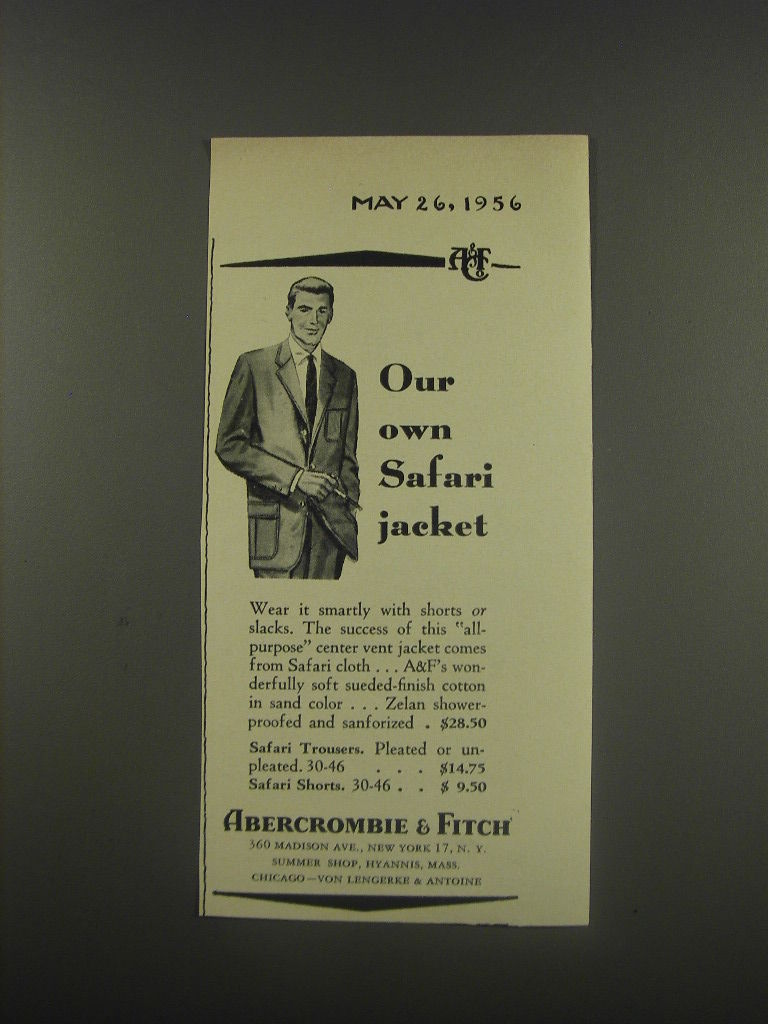 MAY 26, 1956
A&F Co
Our
own
Safari
jacket
Wear it smartly with shorts or
slacks. The success of this "all-
purpose" center vent jacket comes
from Safari cloth . . . A&F's won-
derfully soft sueded-finish cotton
in sand color . . . Zelan shower-
proofed and sanforized . $28.50
Safari Trousers. Pleated or un-
pleated. 30-46 . . . $14.75
Safari Shorts. 30-46 . . $ 9.50
ABERCROMBIE & FITCH
360 MADISON AVE., NEW YORK 17, N. Y.
SUMMER SHOP, HYANNIS, MASS.
CHICAGO—VON LENGERKE & ANTOINE